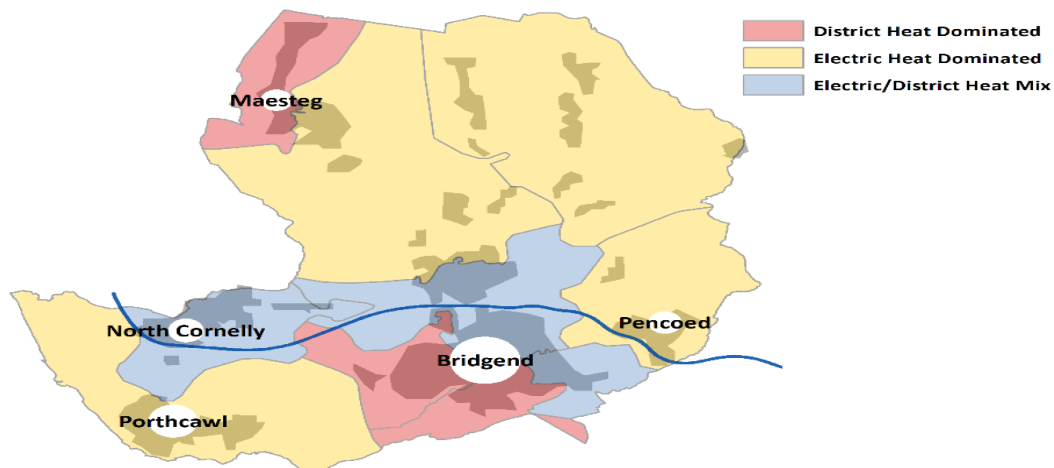 District Heat Dominated
Electric Heat Dominated
Electric/District Heat Mix
Maesteg
North Cornelly
Pencoed
Bridgend
Porthcawl